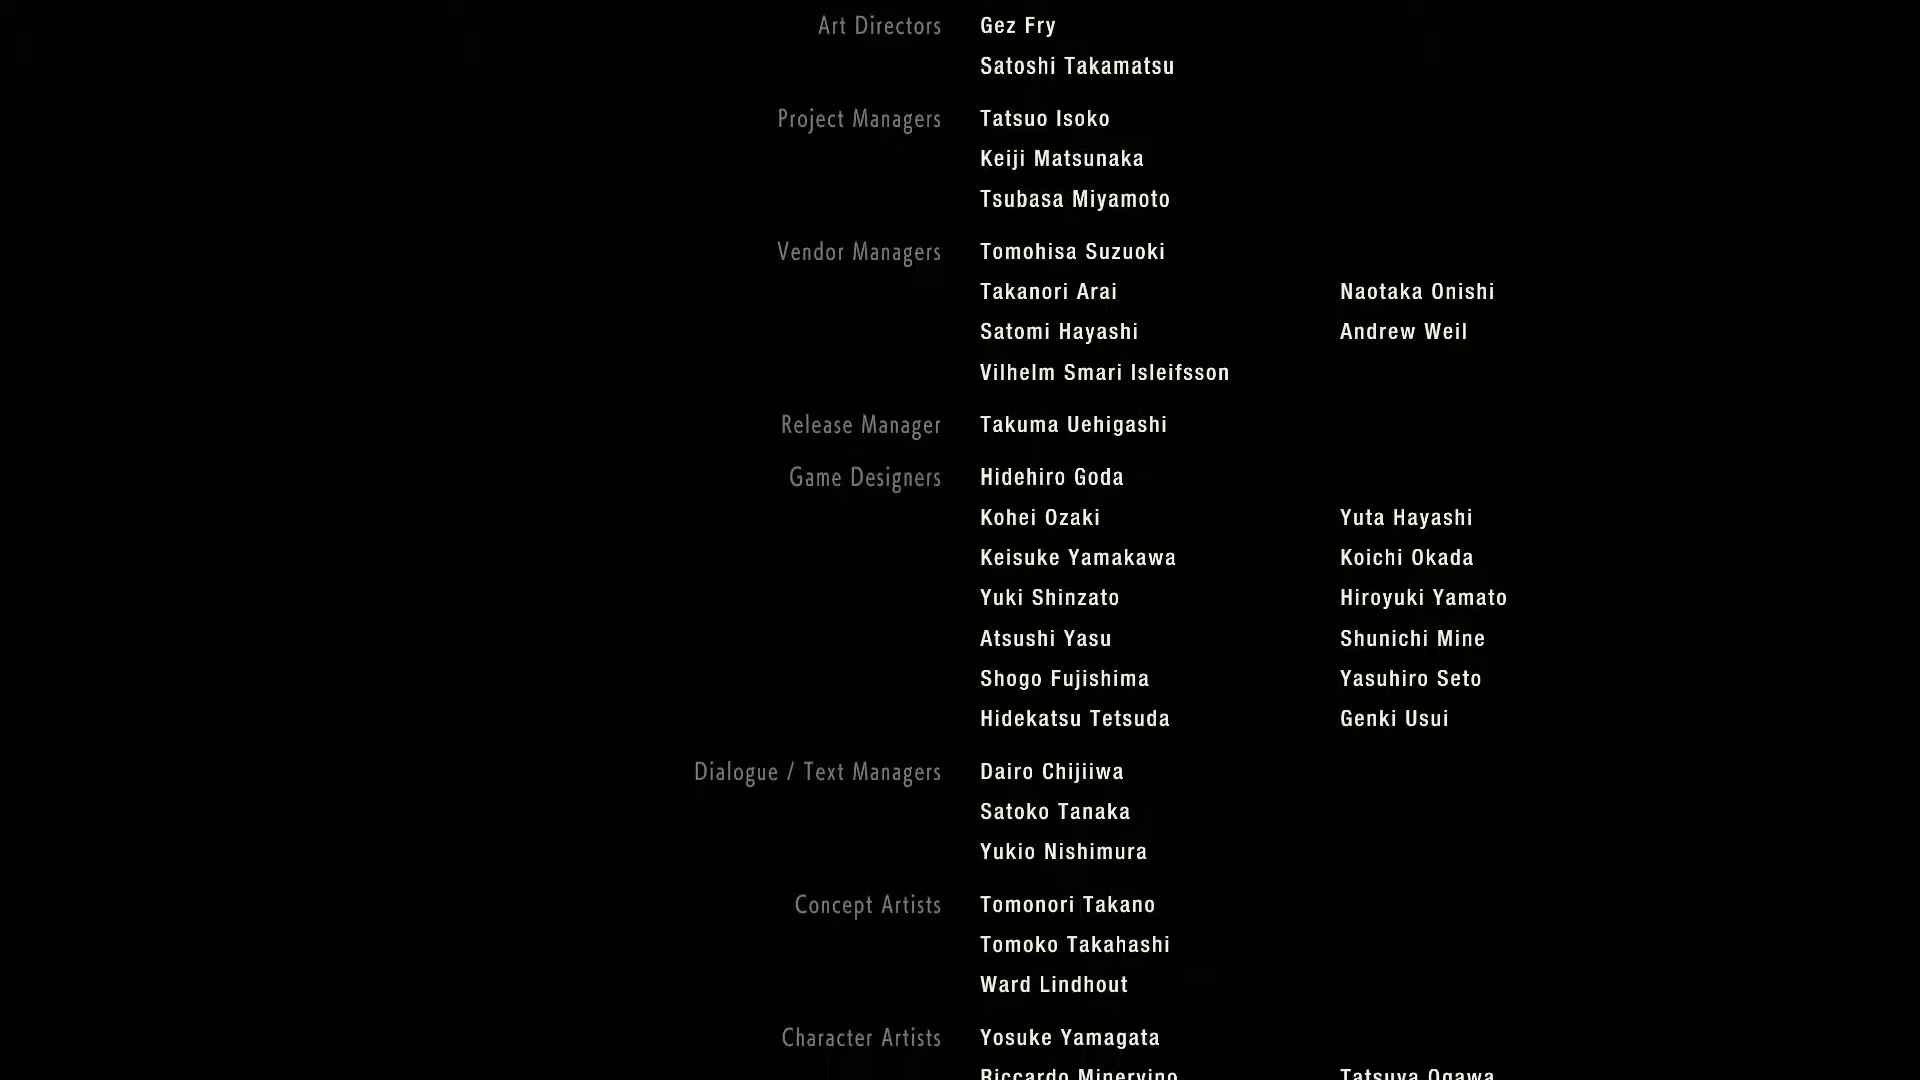 Art Directors Gez Fry
Satoshi Takamatsu
Project Managers Tatsuo Isoko
Keiji Matsunaka
Tsubasa Miyamoto
Vendor Managers Tomohisa Suzuoki
Takanori Arai Naotaka Onishi
Satomi Hayashi Andrew Weil
Vilhelm Smari Isleifsson
Release Manager Takuma Uehigashi
Game Designers Hidehiro Goda
Kohei Ozaki Yuta Hayashi
Keisuke Yamakawa Koichi Okada
Yuki Shinzato Hiroyuki Yamato
Atsushi Yasu Shunichi Mine
Shogo Fujishima Yasuhiro Seto
Hidekatsu Tetsuda Genki Usui
Dialogue / Text Managers Dairo Chijiiwa
Satoko Tanaka
Yukio Nishimura
Concept Artists Tomonori Takano
Tomoko Takahashi
Ward Lindhout
Character Artists Yosuke Yamagata
Riccardo Minervino Tatsuya Ogawa